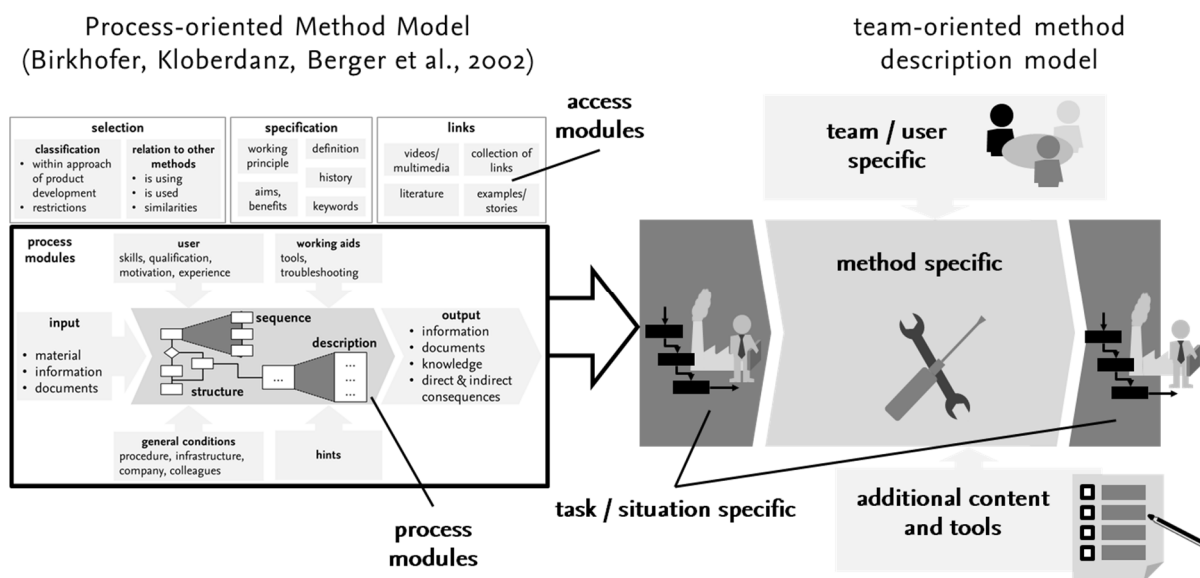 Process-oriented Method Model
(Birkhofer, Kloberdanz, Berger et al., 2002)
team-oriented method
description model
access
modules
selection
classification
• within approach
of product
development
• restrictions
relation to other
methods
• is using
• is used
• similarities
specification
working
principle
definition
history
aims,
benefits
keywords
links
videos/
multimedia
collection of
links
literature
examples/
stories
team / user
specific
process
modules
user
skills, qualification,
motivation, experience
working aids
tools,
troubleshooting
input
• material
• information
• documents
sequence
description
...
...
...
...
structure
output
• information
• documents
• knowledge
• direct & indirect
consequences
general conditions
procedure, infrastructure,
company, colleagues
hints
process
modules
method specific
task / situation specific
additional content
and tools